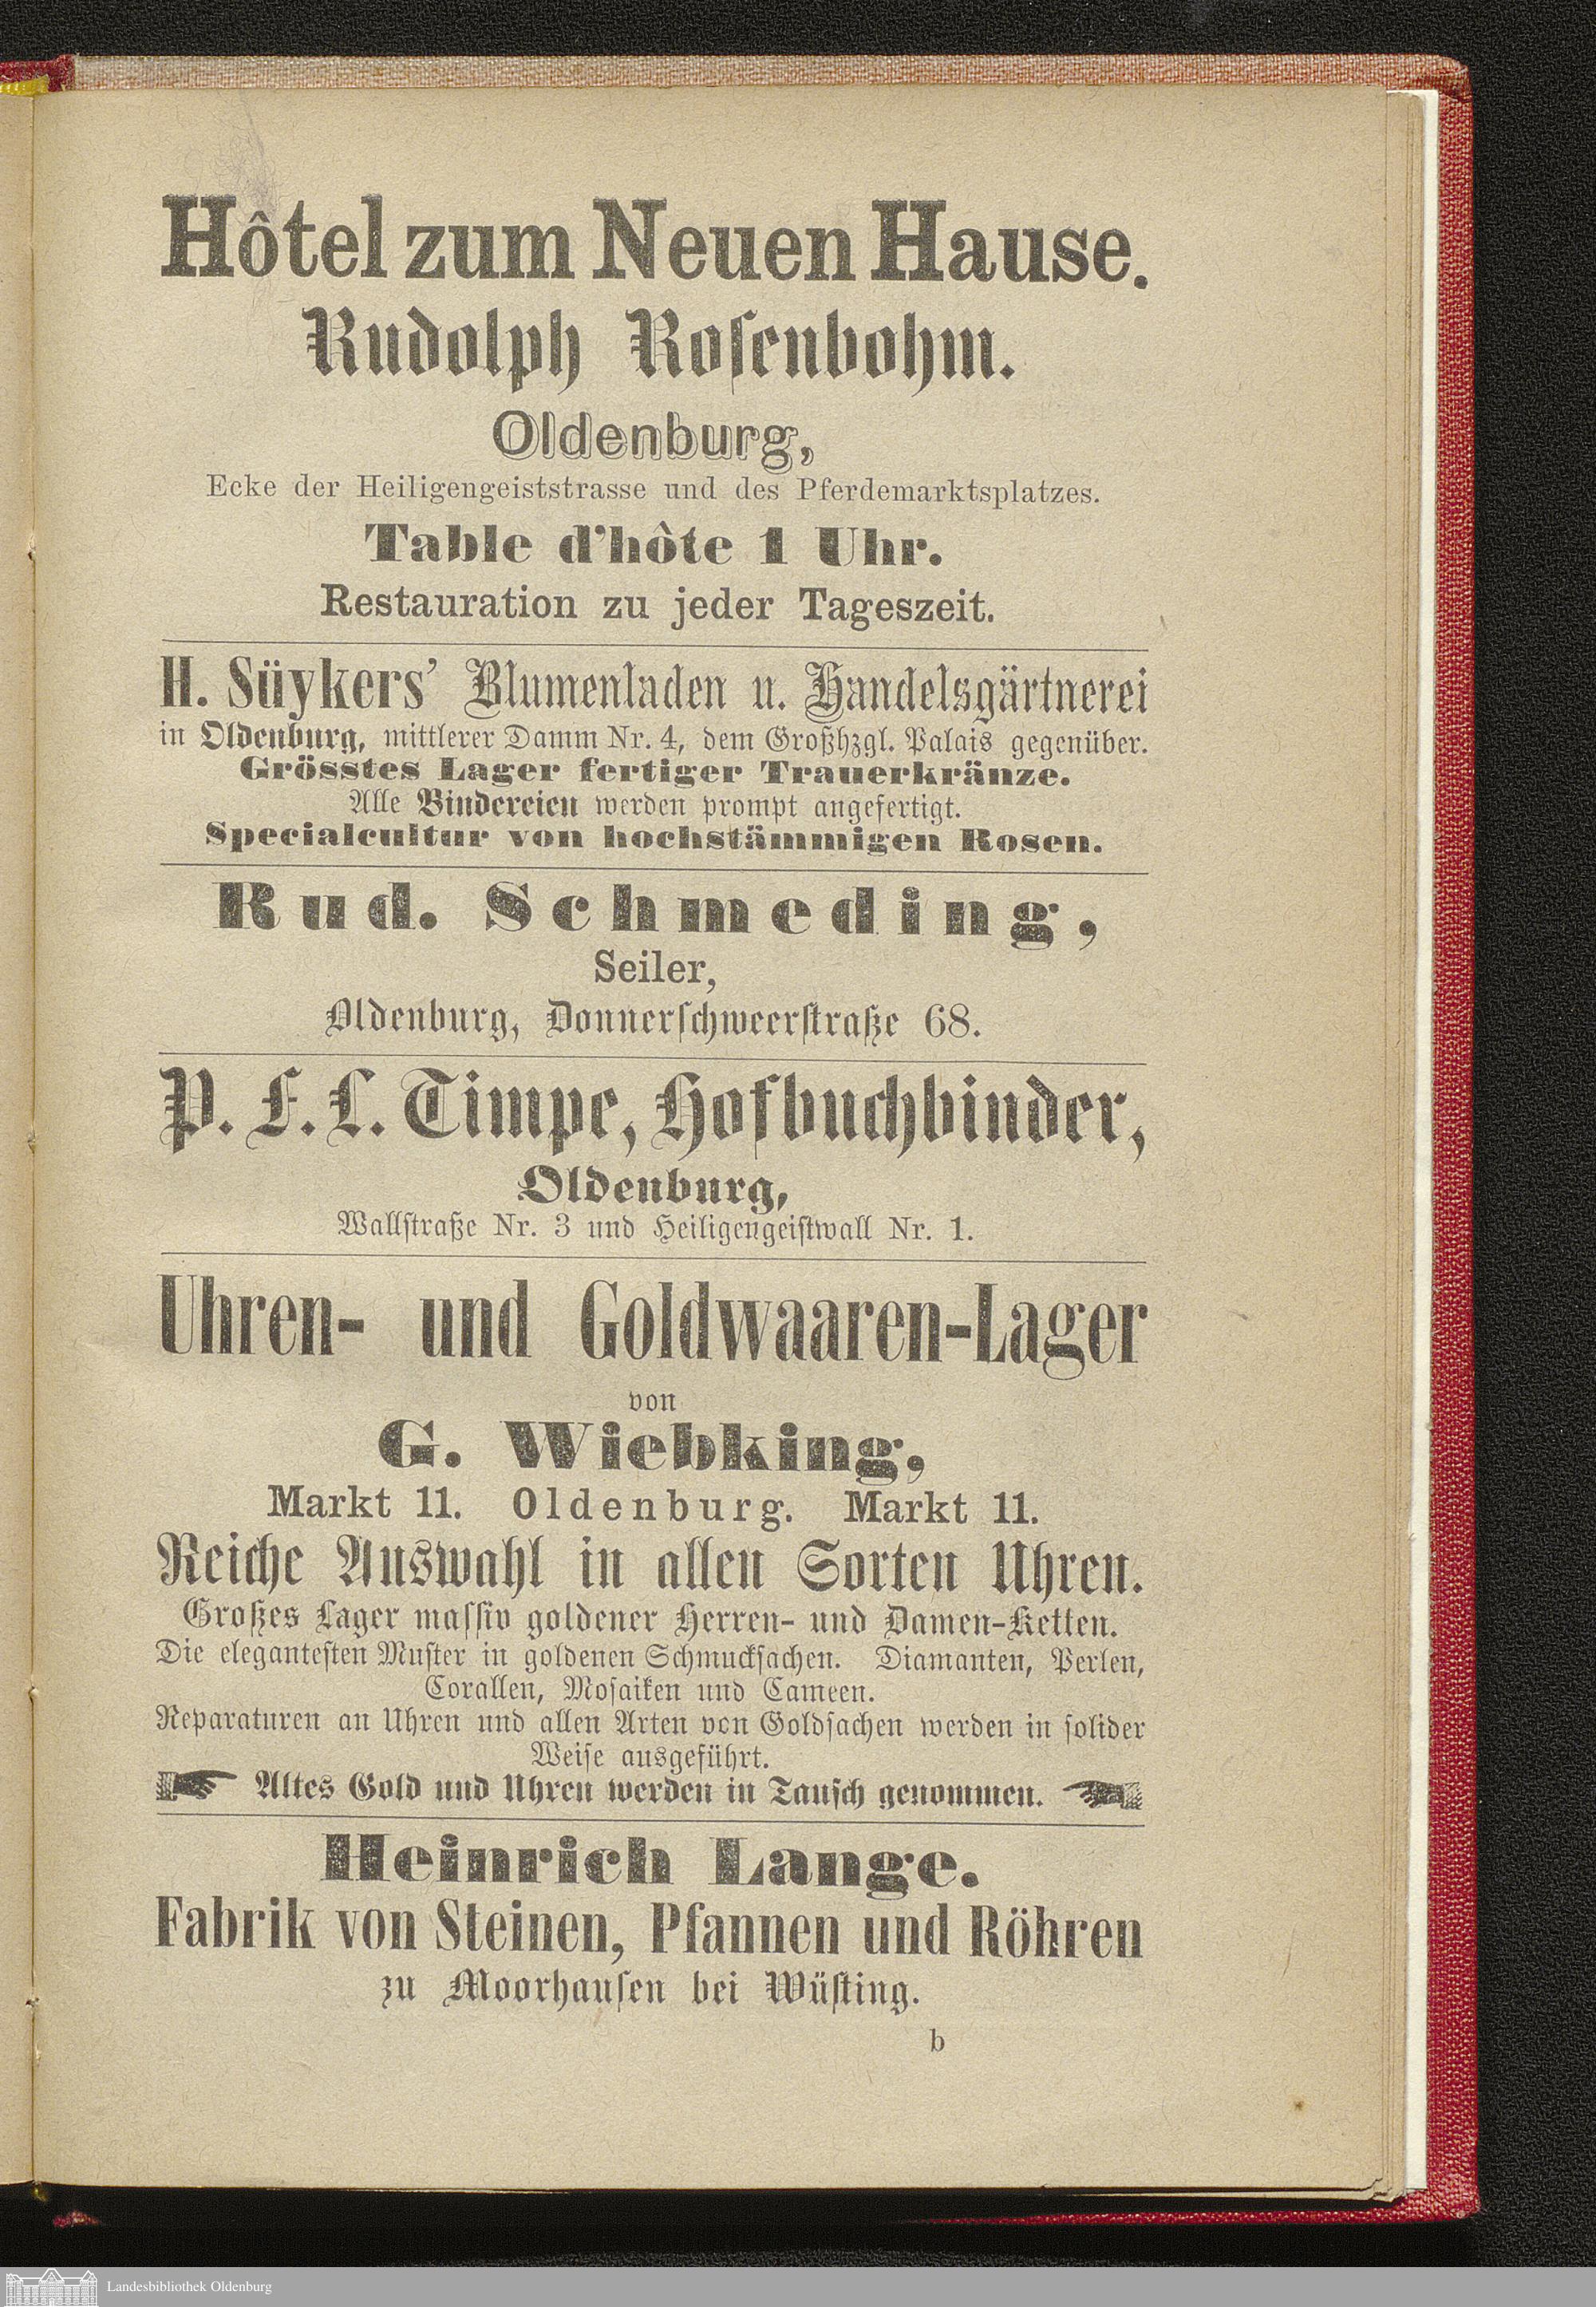 Hôtel zum Neuen Hause.
Rudolph Rosenbohm.
Oldenburg,
Ecke der Heiligengeiststrasse und des Pferdemarktsplatzes.
Table d'hôte 1 Uhr.
Restauration zu jeder Tageszeit.
H. Süykers' Blumenladen u. Handelsgärtnerei
in Oldenburg, mittlerer Damm Nr. 4, dem Großhzgl. Palais gegenüber.
Grösstes Lager fertiger Trauerkränze.
Alle Bindereien werden prompt angefertigt.
Specialcultur von hochstämmigen Rosen.
Rud. Schmeding,
Seiler,
Oldenburg, Donnerschweerstraße 68.
P. F. L. Timpe, Hofbuchbinder,
Oldenburg,
Wallstraße Nr. 3 und Heiligengeistwall Nr. 1.
Uhren- und Goldwaaren-Lager
von
G. Wiebking,
Markt 11. Oldenburg. Markt 11.
Reiche Auswahl in allen Sorten Uhren.
Großes Lager massiv goldener Herren- und Damen-Ketten.
Die elegantesten Muster in goldenen Schmucksachen. Diamanten, Perlen,
Corallen, Mosaiken und Cameen.
Reparaturen an Uhren und allen Arten von Goldsachen werden in solider
Weise ausgeführt.
Altes Gold und Uhren werden in Tausch genommen.
Heinrich Lange.
Fabrik von Steinen, Pfannen und Röhren
zu Moorhausen bei Wüsting.
b
Landesbibliothek Oldenburg